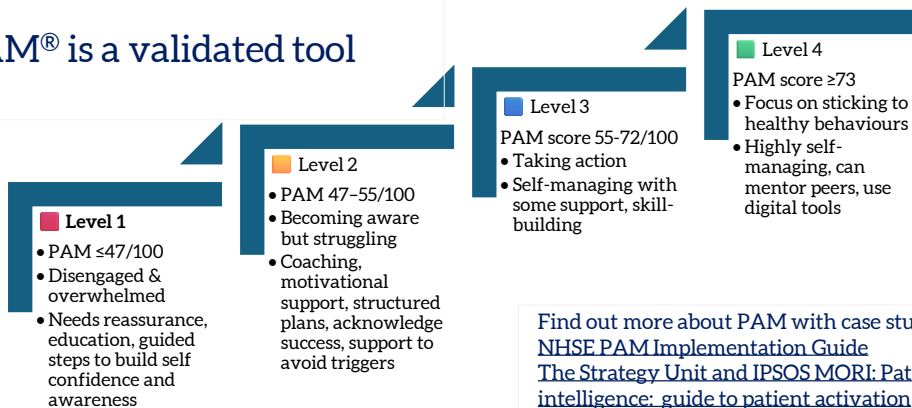 AM® is a validated tool
Level 1
• PAM ≤47/100
• Disengaged &
overwhelmed
• Needs reassurance,
education, guided
steps to build self
confidence and
awareness
Level 2
• PAM 47–55/100
• Becoming aware
but struggling
• Coaching,
motivational
support, structured
plans, acknowledge
success, support to
avoid triggers
Level 3
PAM score 55-72/100
• Taking action
• Self-managing with
some support, skill-
building
Level 4
PAM score ≥73
• Focus on sticking to
healthy behaviours
• Highly self-
managing, can
mentor peers, use
digital tools
Find out more about PAM with case stu
NHSE PAM Implementation Guide
The Strategy Unit and IPSOS MORI: Pat
intelligence: guide to patient activation